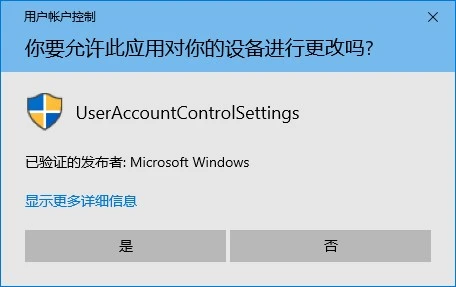 用户帐户控制
你要允许此应用对你的设备进行更改吗?
UserAccountControlSettings
已验证的发布者: Microsoft Windows
显示更多详细信息
是
否